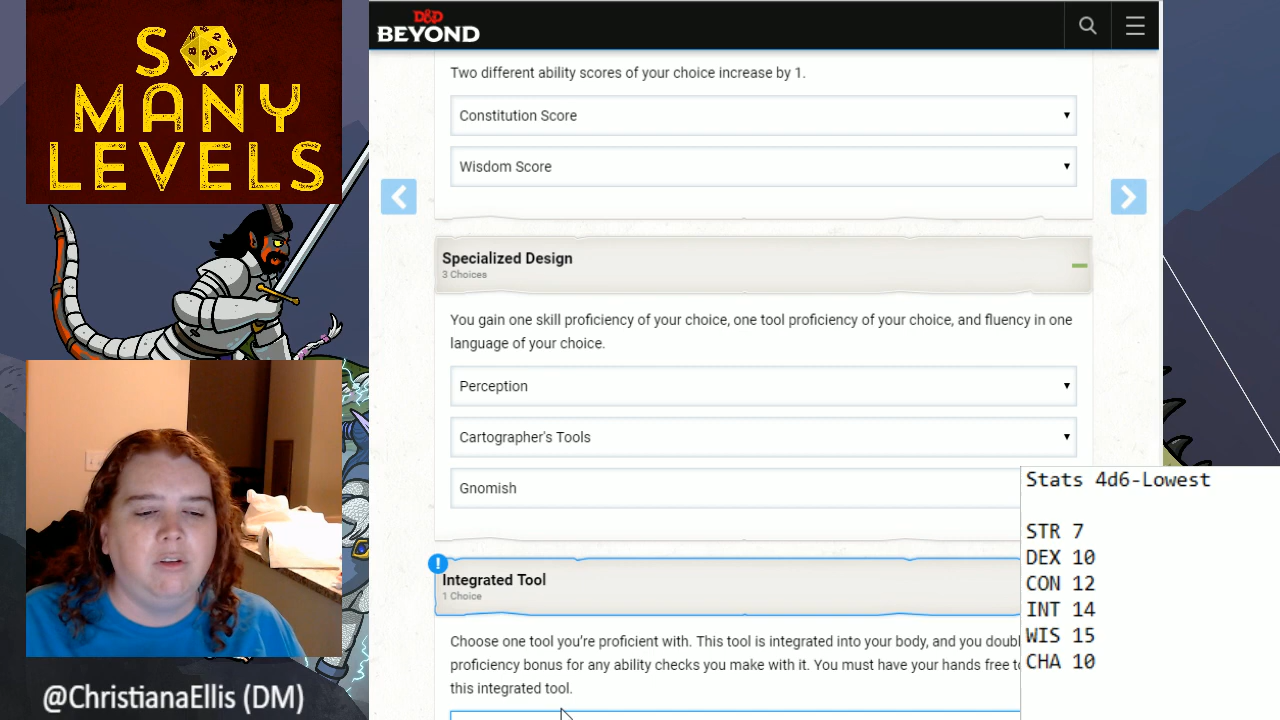 SO
MANY
LEVELS
20
D&D
BEYOND
Two different ability scores of your choice increase by 1.
Constitution Score
Wisdom Score
Specialized Design
3 Choices
You gain one skill proficiency of your choice, one tool proficiency of your choice, and fluency in one
language of your choice.
Perception
Cartographer's Tools
Gnomish
!
Integrated Tool
1 Choice
Choose one tool you're proficient with. This tool is integrated into your body, and you doubl
proficiency bonus for any ability checks you make with it. You must have your hands free to
this integrated tool.
Stats 4d6-Lowest
STR 7
DEX 10
CON 12
INT 14
WIS 15
CHA 10
@ChristianaEllis (DM)